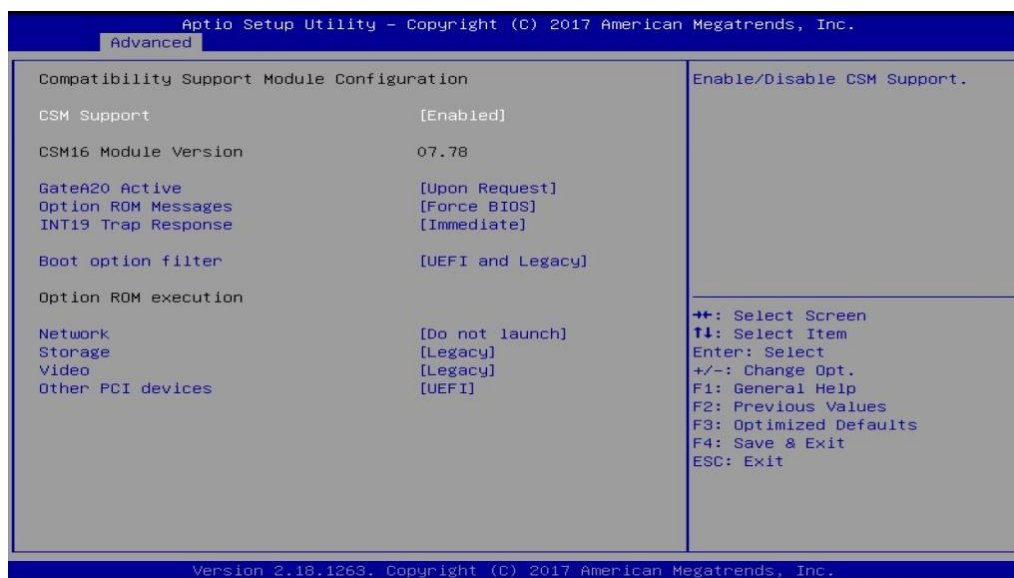 Aptio Setup Utility – Copyright (C) 2017 American Megatrends, Inc.
Advanced
Compatibility Support Module Configuration
CSM Support [Enabled]
CSM16 Module Version 07.78
GateA20 Active [Upon Request]
Option ROM Messages [Force BIOS]
INT19 Trap Response [Immediate]
Boot option filter [UEFI and Legacy]
Option ROM execution
Network [Do not launch]
Storage [Legacy]
Video [Legacy]
Other PCI devices [UEFI]
Enable/Disable CSM Support.
→←: Select Screen
↑↓: Select Item
Enter: Select
+/-: Change Opt.
F1: General Help
F2: Previous Values
F3: Optimized Defaults
F4: Save & Exit
ESC: Exit
Version 2.18.1263. Copyright (C) 2017 American Megatrends, Inc.